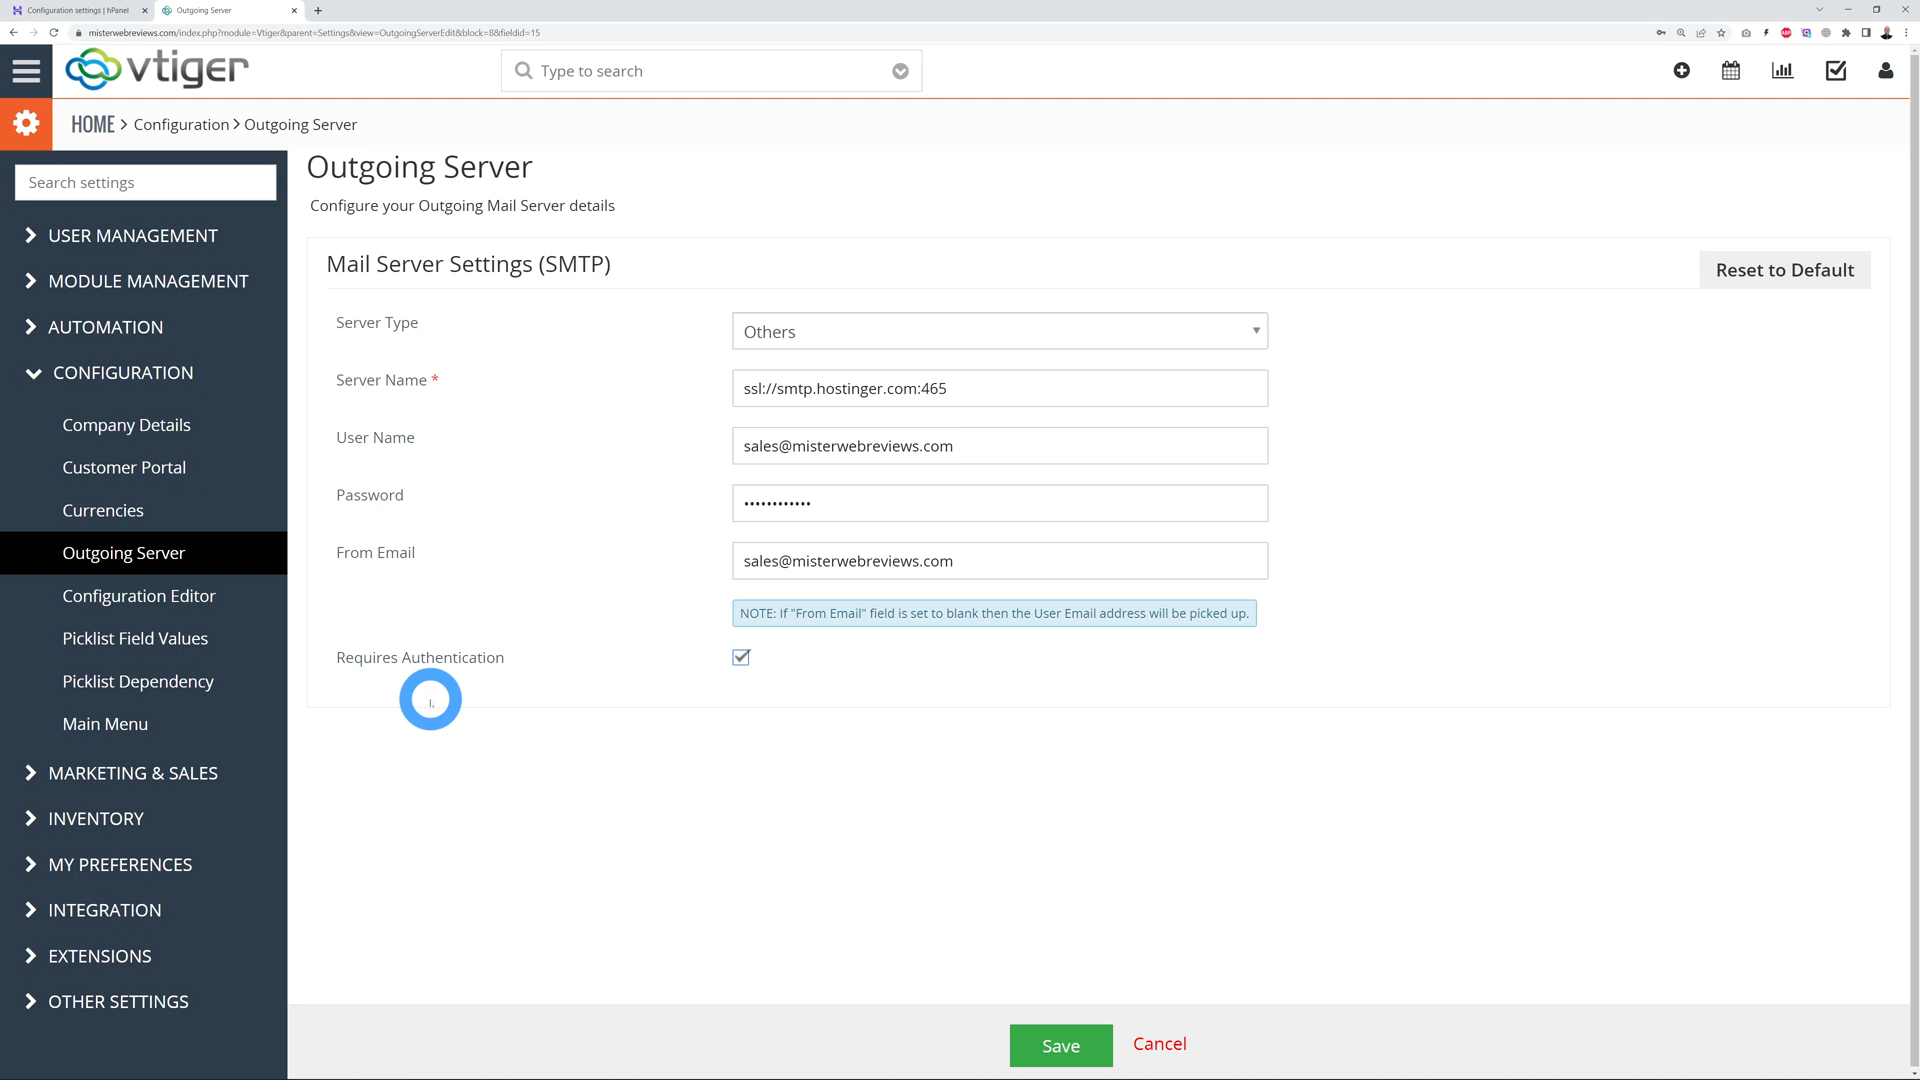 Configuration settings | hPanel
Outgoing Server
misterwebreviews.com/index.php?module=Vtiger&parent=Settings&view=OutgoingServerEdit&block=8&fieldid=15
vtiger
Type to search
HOME > Configuration > Outgoing Server
Search settings
USER MANAGEMENT
MODULE MANAGEMENT
AUTOMATION
CONFIGURATION
Company Details
Customer Portal
Currencies
Outgoing Server
Configuration Editor
Picklist Field Values
Picklist Dependency
Main Menu
MARKETING & SALES
INVENTORY
MY PREFERENCES
INTEGRATION
EXTENSIONS
OTHER SETTINGS
Outgoing Server
Configure your Outgoing Mail Server details
Mail Server Settings (SMTP)
Reset to Default
Server Type
Others
Server Name *
ssl://smtp.hostinger.com:465
User Name
sales@misterwebreviews.com
Password
••••••••••••
From Email
sales@misterwebreviews.com
NOTE: If "From Email" field is set to blank then the User Email address will be picked up.
Requires Authentication
Save
Cancel